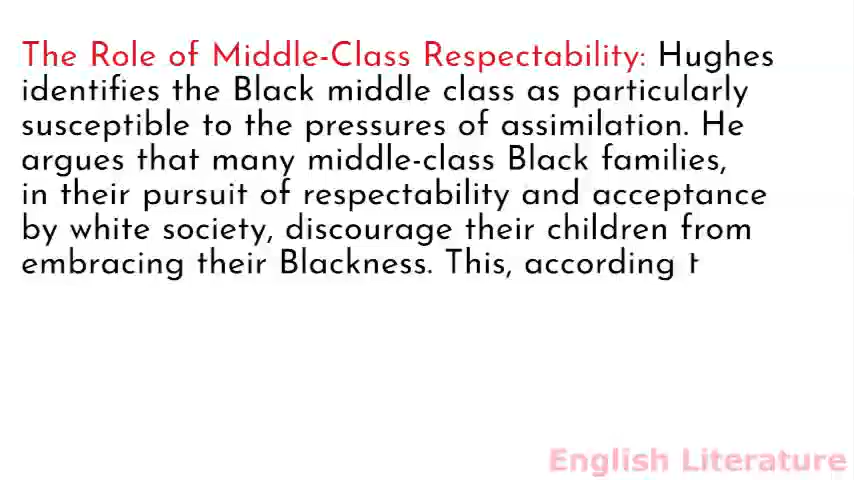 The Role of Middle-Class Respectability: Hughes
identifies the Black middle class as particularly
susceptible to the pressures of assimilation. He
argues that many middle-class Black families,
in their pursuit of respectability and acceptance
by white society, discourage their children from
embracing their Blackness. This, according t
English Literature